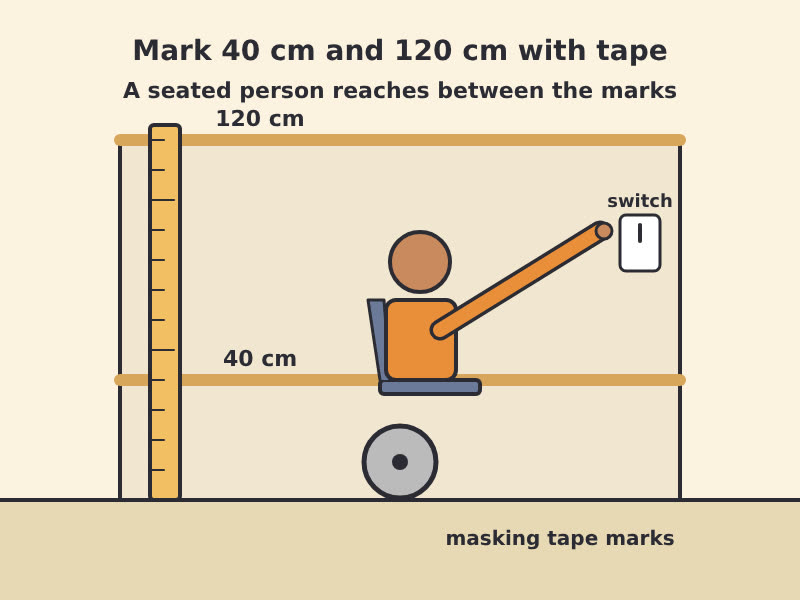 Mark 40 cm and 120 cm with tape
A seated person reaches between the marks
120 cm
switch
40 cm
masking tape marks